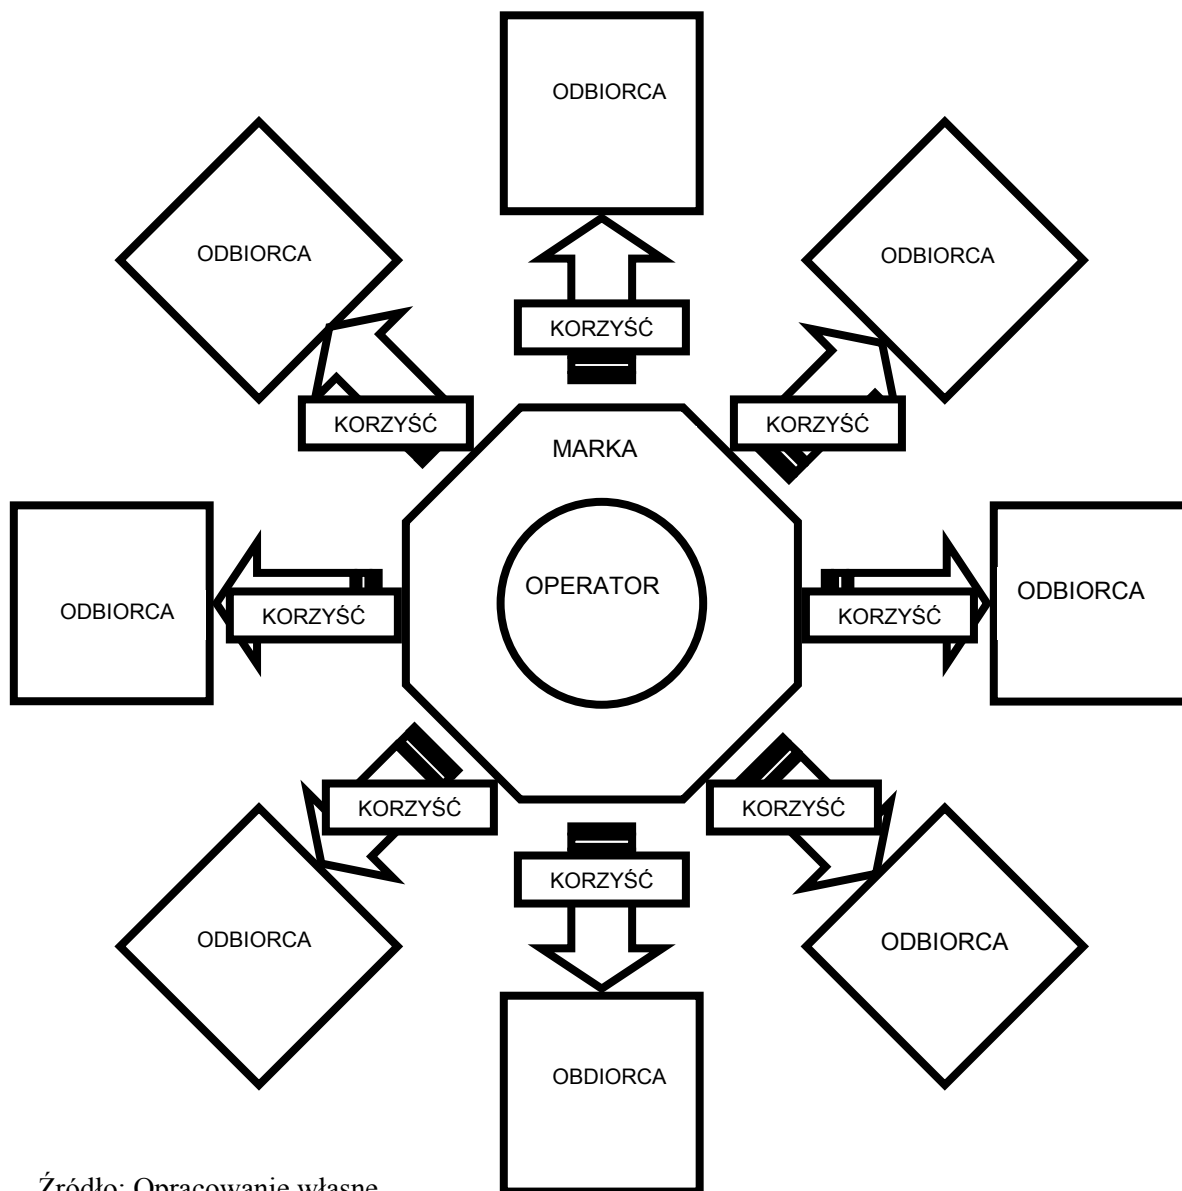 ODBIORCA
ODBIORCA
ODBIORCA
KORZYŚĆ
KORZYŚĆ
KORZYŚĆ
MARKA
OPERATOR
ODBIORCA
KORZYŚĆ
KORZYŚĆ
ODBIORCA
KORZYŚĆ
KORZYŚĆ
KORZYŚĆ
ODBIORCA
ODBIORCA
OBDIORCA
Źródło: Opracowanie własne